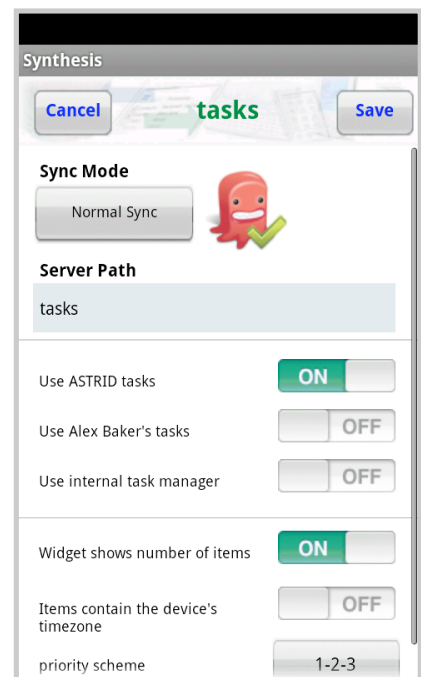 Synthesis
Cancel
tasks
Save
Sync Mode
Normal Sync
Server Path
tasks
Use ASTRID tasks
ON
Use Alex Baker's tasks
OFF
Use internal task manager
OFF
Widget shows number of items
ON
Items contain the device's
timezone
OFF
priority scheme
1-2-3